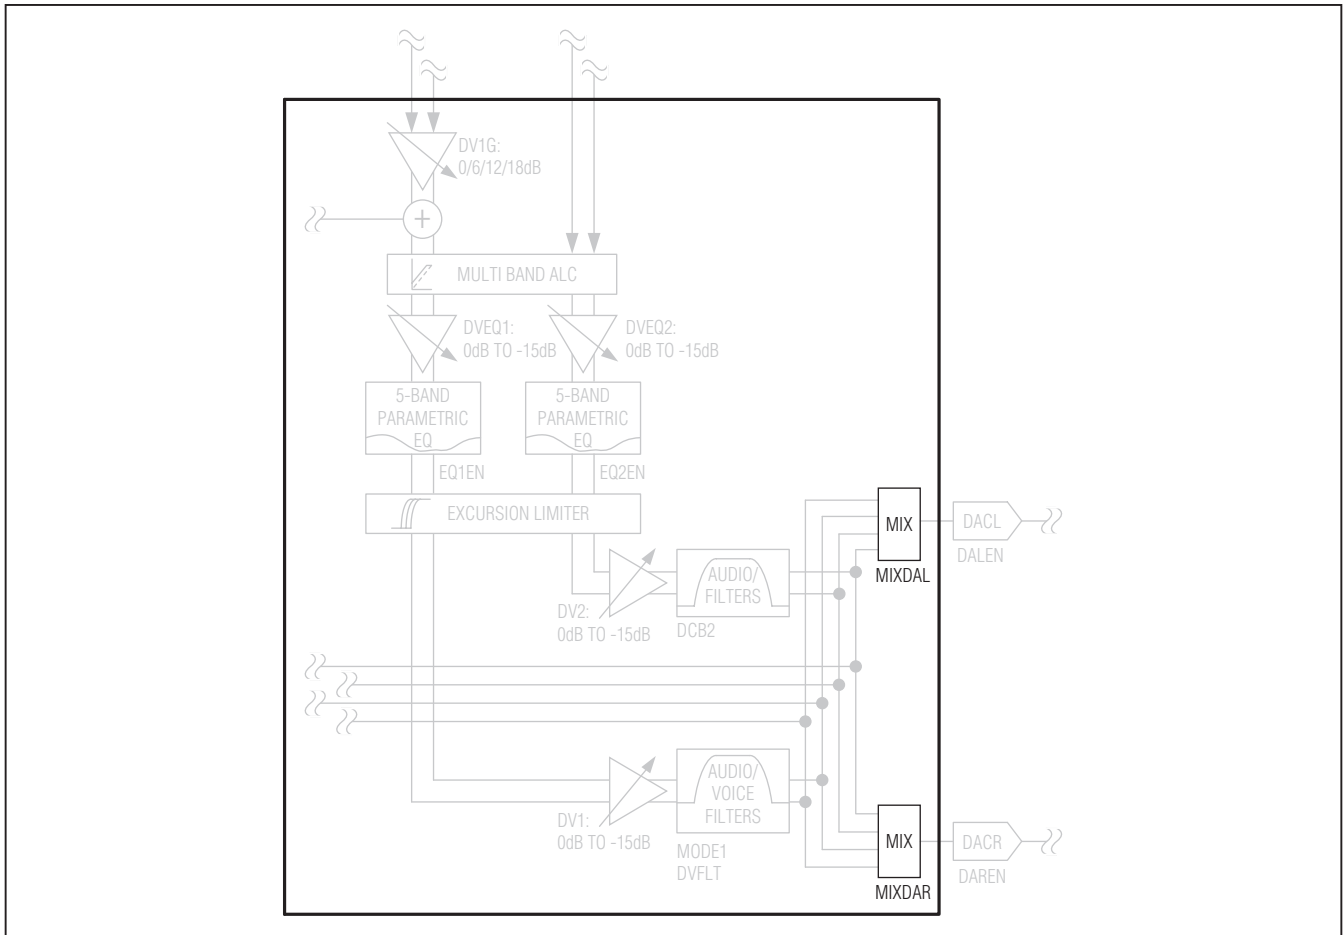 DV1G:
0/6/12/18dB
+
MULTI BAND ALC
DVEQ1:
0dB TO -15dB
DVEQ2:
0dB TO -15dB
5-BAND
PARAMETRIC
EQ
5-BAND
PARAMETRIC
EQ
EQ1EN
EQ2EN
EXCURSION LIMITER
MIX
MIXDAL
DACL
DALEN
AUDIO/
FILTERS
DCB2
DV2:
0dB TO -15dB
AUDIO/
VOICE
FILTERS
MODE1
DVFLT
DV1:
0dB TO -15dB
MIX
MIXDAR
DACR
DAREN